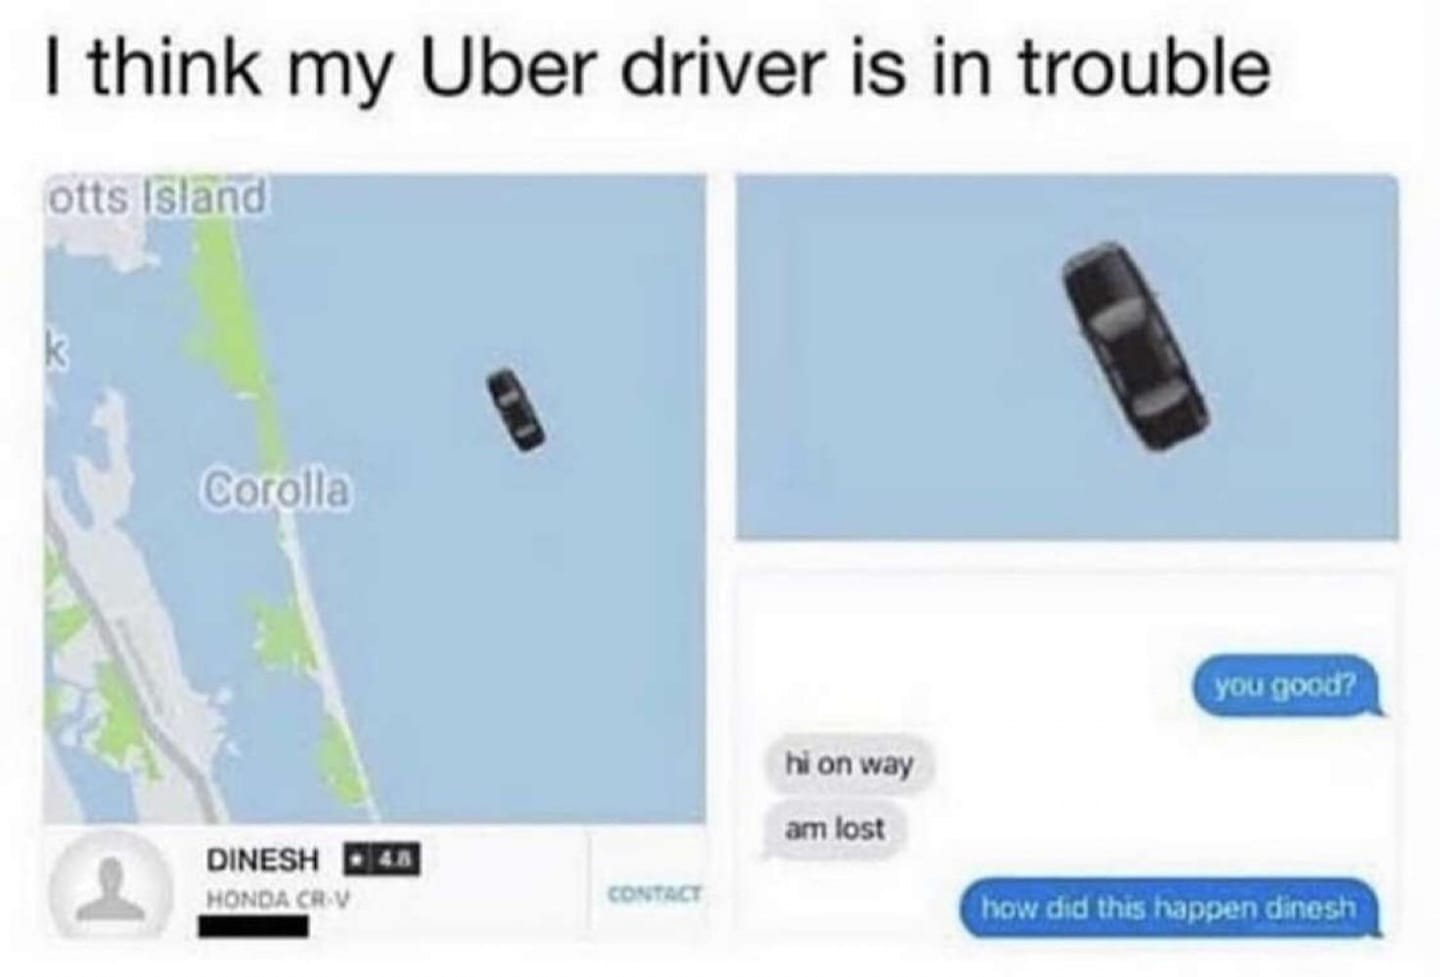 I think my Uber driver is in trouble
otts Island
k
Corolla
DINESH ★ 4.8
HONDA CR-V
CONTACT
you good?
hi on way
am lost
how did this happen dinesh